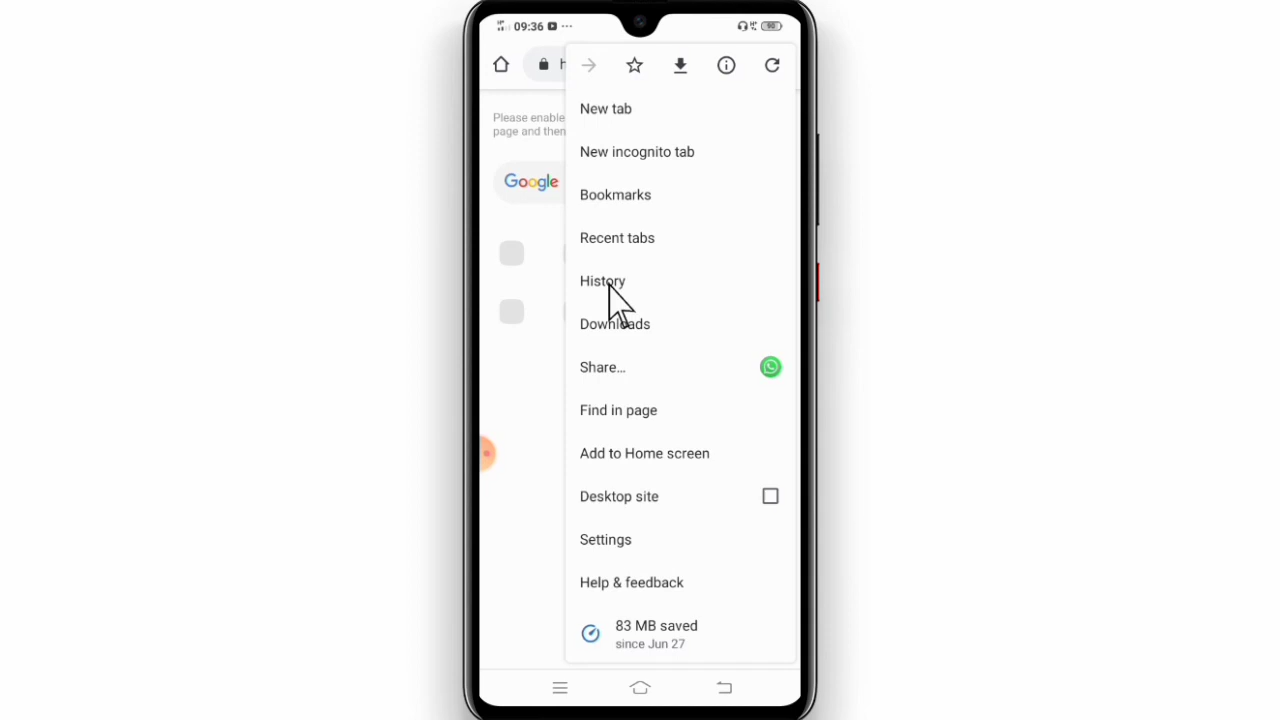 09:36
90
h
Please enable
page and then
Google
New tab
New incognito tab
Bookmarks
Recent tabs
History
Downloads
Share...
Find in page
Add to Home screen
Desktop site
Settings
Help & feedback
83 MB saved
since Jun 27